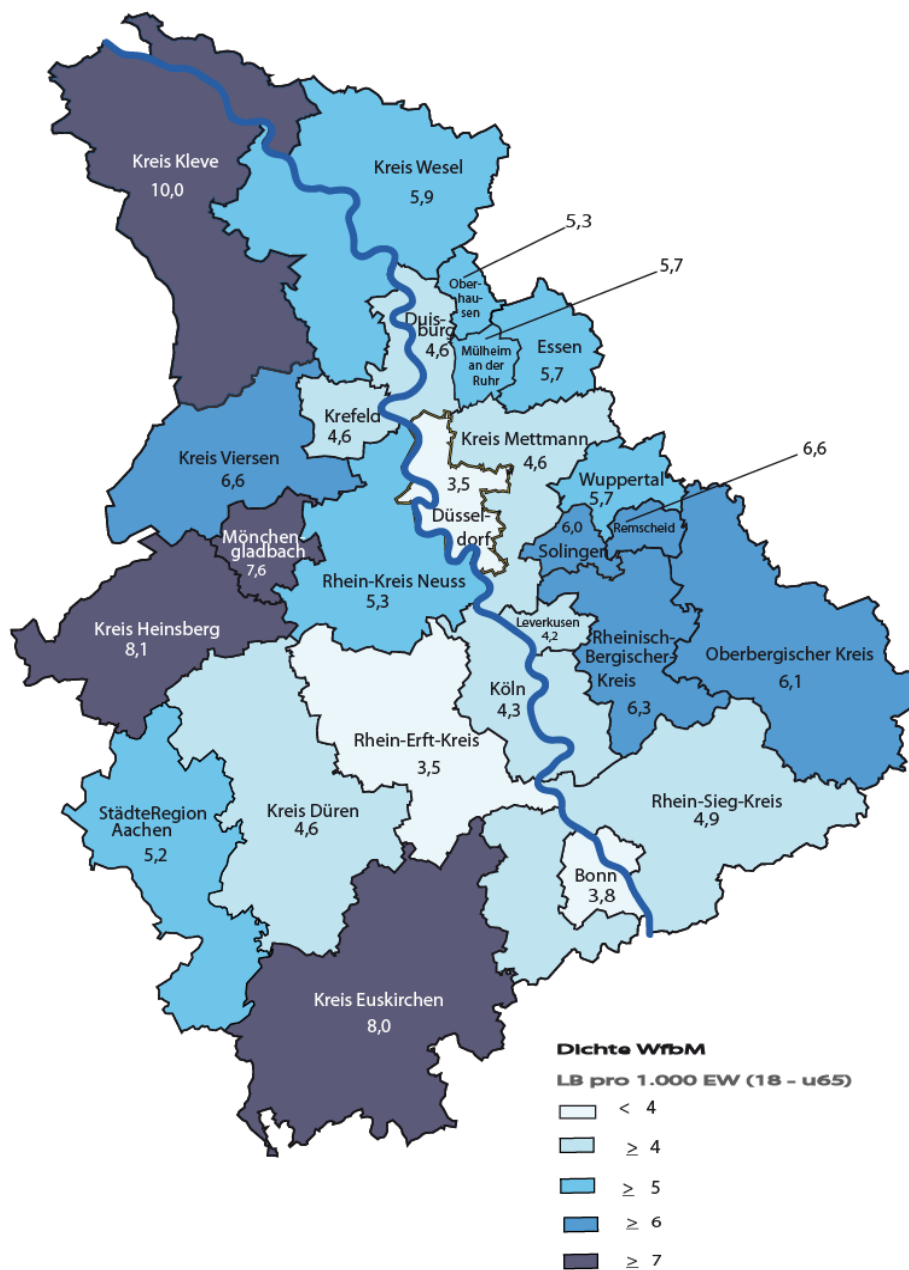 Kreis Kleve
10,0
Kreis Wesel
5,9
5,3
5,7
Ober-
hau-
sen
Duis-
burg
4,6
Mülheim
an der
Ruhr
Essen
5,7
Krefeld
4,6
Kreis Mettmann
4,6
6,6
Kreis Viersen
6,6
3,5
Düssel-
dorf
Wuppertal
5,7
6,0
Solingen
Remscheid
Mönchen-
gladbach
7,6
Rhein-Kreis Neuss
5,3
Kreis Heinsberg
8,1
Leverkusen
4,2
Rheinisch-
Bergischer-
Kreis
6,3
Oberbergischer Kreis
6,1
Köln
4,3
Rhein-Erft-Kreis
3,5
StädteRegion
Aachen
5,2
Kreis Düren
4,6
Rhein-Sieg-Kreis
4,9
Bonn
3,8
Kreis Euskirchen
8,0
Dichte WfbM
LB pro 1.000 EW (18 - u65)
< 4
≥ 4
≥ 5
≥ 6
≥ 7